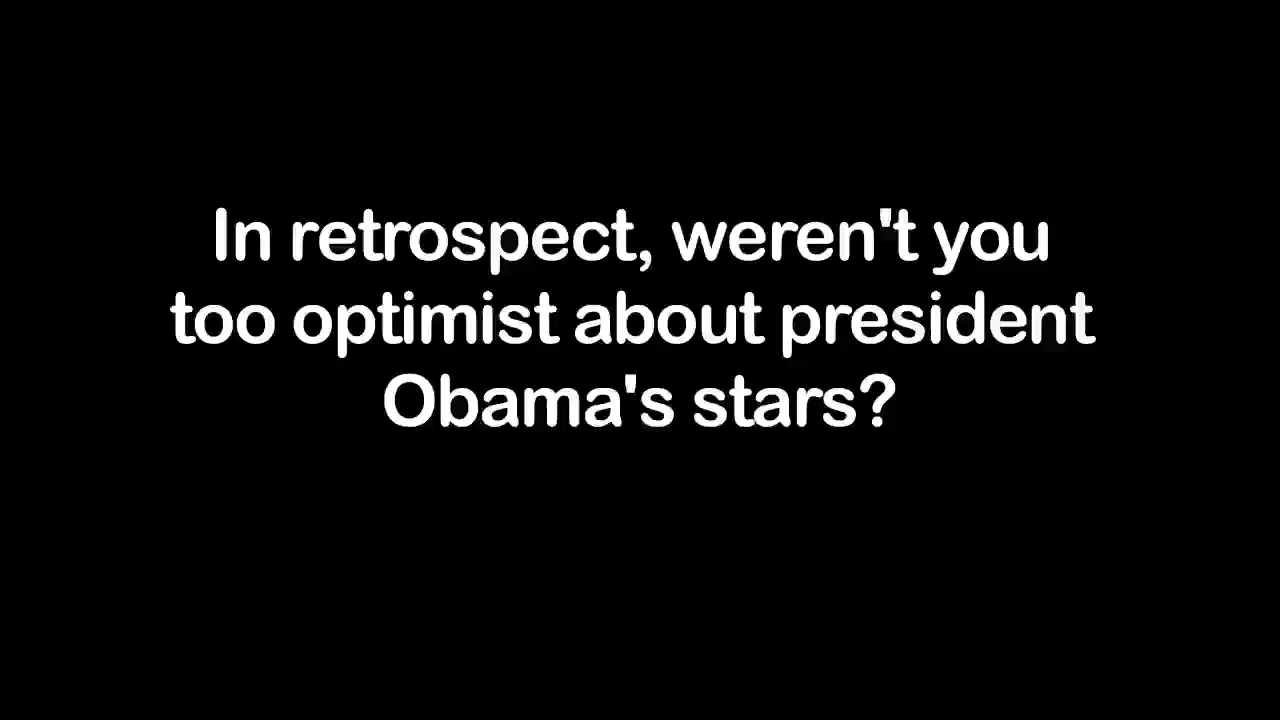 In retrospect, weren't you
too optimist about president
Obama's stars?